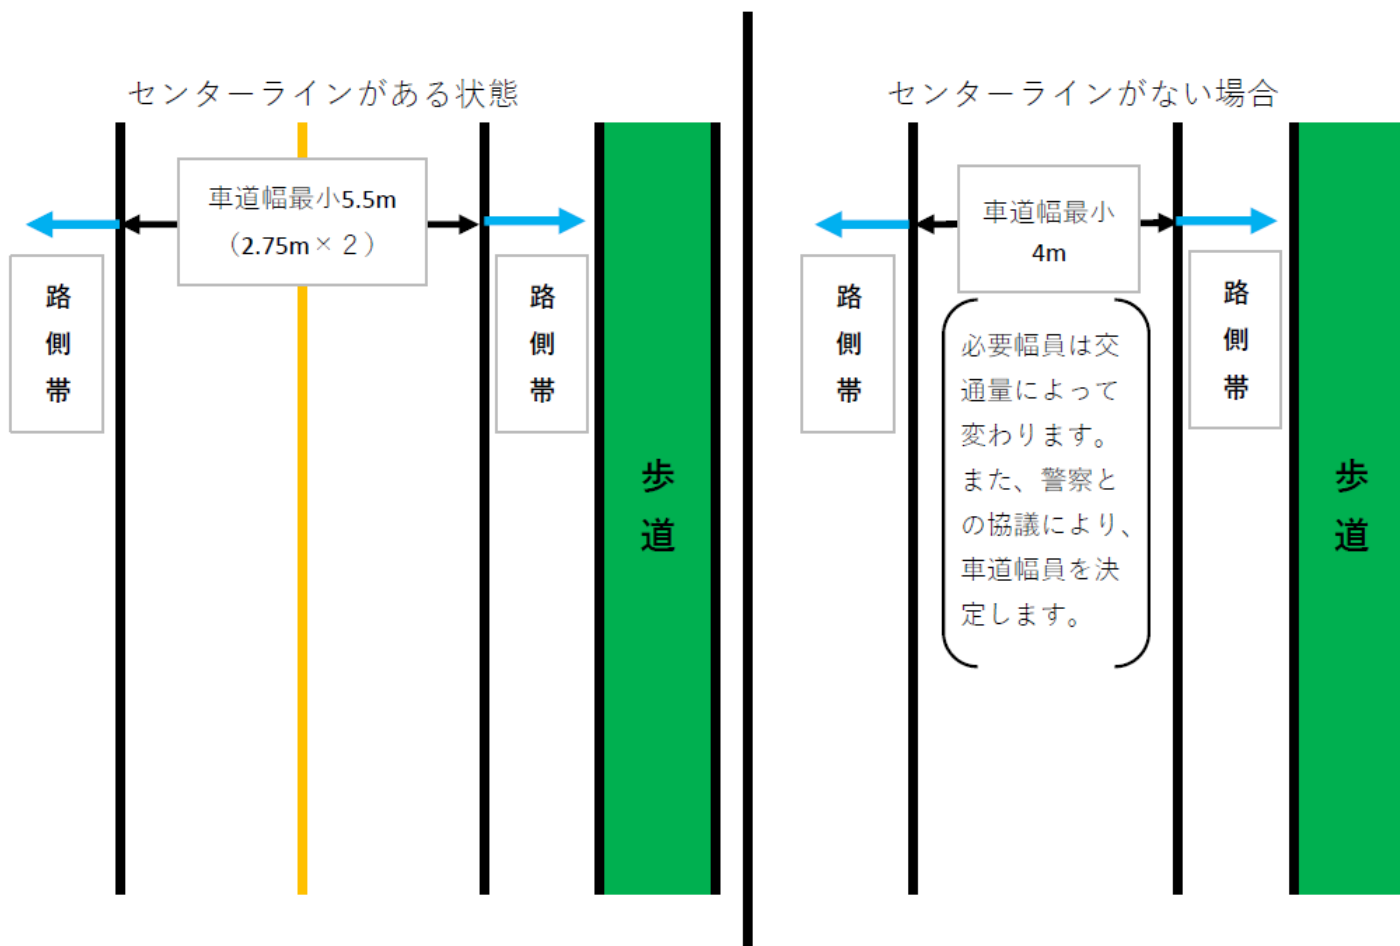 センターラインがある状態
車道幅最小5.5m
（2.75m×２）
路側帯
路側帯
歩道
センターラインがない場合
車道幅最小
4m
路側帯
必要幅員は交
通量によって
変わります。
また、警察と
の協議により、
車道幅員を決
定します。
路側帯
歩道